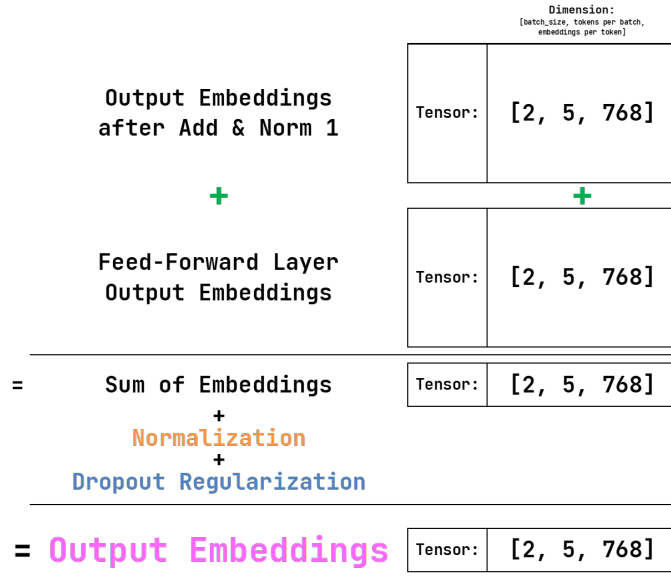 Dimension:
[batch_size, tokens per batch,
embeddings per token]
Output Embeddings
after Add & Norm 1
Tensor:
[2, 5, 768]
+
+
Feed-Forward Layer
Output Embeddings
Tensor:
[2, 5, 768]
=
Sum of Embeddings
Tensor:
[2, 5, 768]
+
Normalization
+
Dropout Regularization
= Output Embeddings
Tensor:
[2, 5, 768]